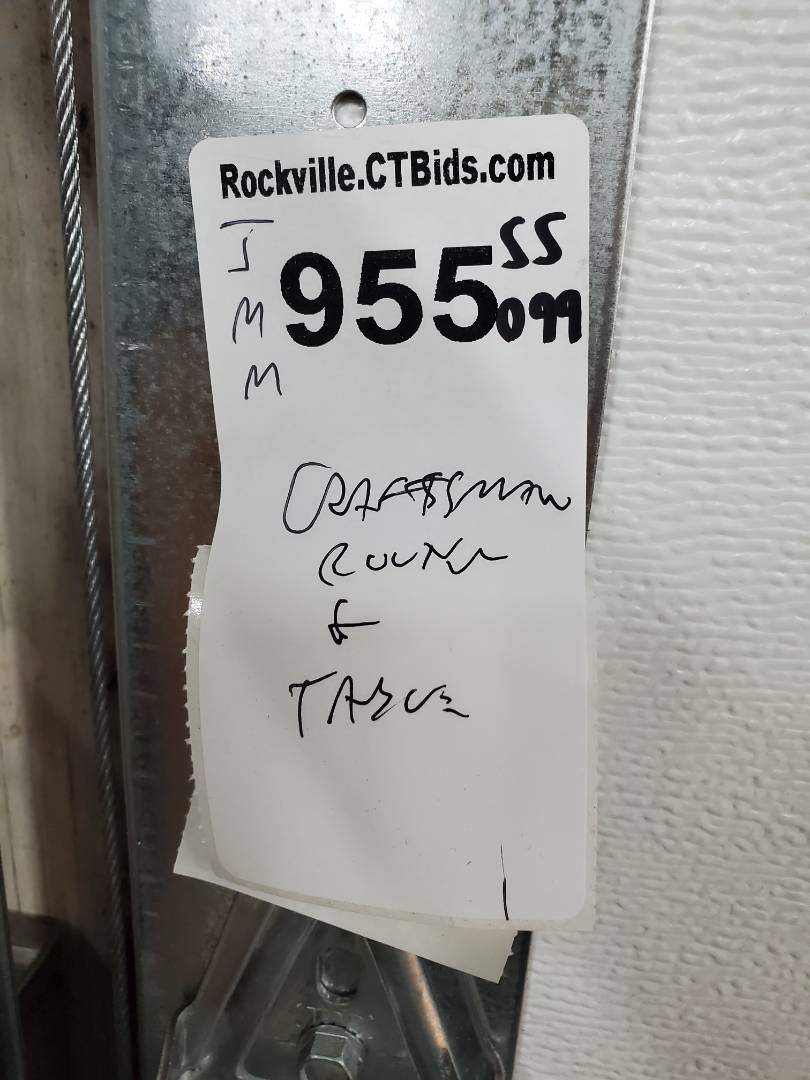 Rockville.CTBids.com
J
M
M
955 SS
099
CRAFTSMAN
ROUTER
&
TABLE